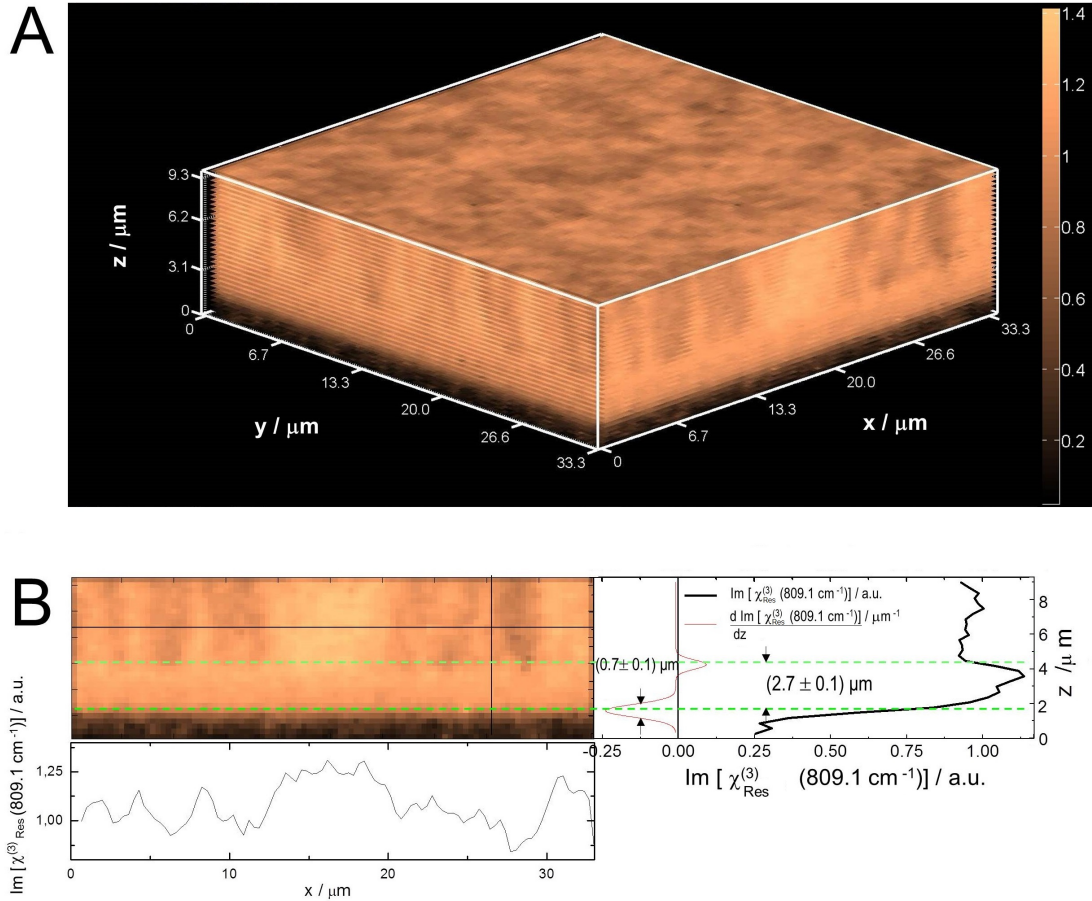 A
1.4
1.2
1
0.8
0.6
0.4
0.2
9.3
6.2
3.1
0
z / μm
0
6.7
13.3
20.0
26.6
33.3
y / μm
0
6.7
13.3
20.0
26.6
33.3
x / μm
B
Im [ χ(3)Res (809.1 cm-1)] / a.u.
d Im [ χ(3)Res (809.1 cm-1)] / μm-1
dz
(0.7± 0.1) μm
(2.7 ± 0.1) μm
8
6
4
2
0
z / μm
-0.25 0.00 0.25 0.50 0.75 1.00
Im [ χ(3)Res (809.1 cm-1)] / a.u.
Im [ χ(3)Res (809.1 cm-1)] / a.u.
1,25
1,00
0 10 20 30
x / μm